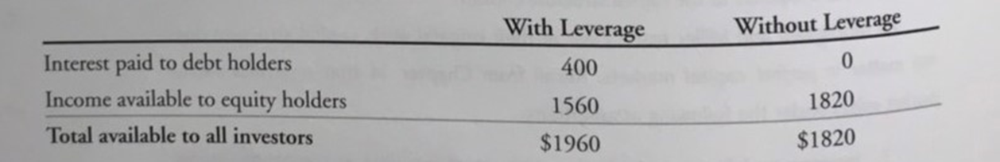 With Leverage Without Leverage
Interest paid to debt holders 400 0
Income available to equity holders 1560 1820
Total available to all investors $1960 $1820